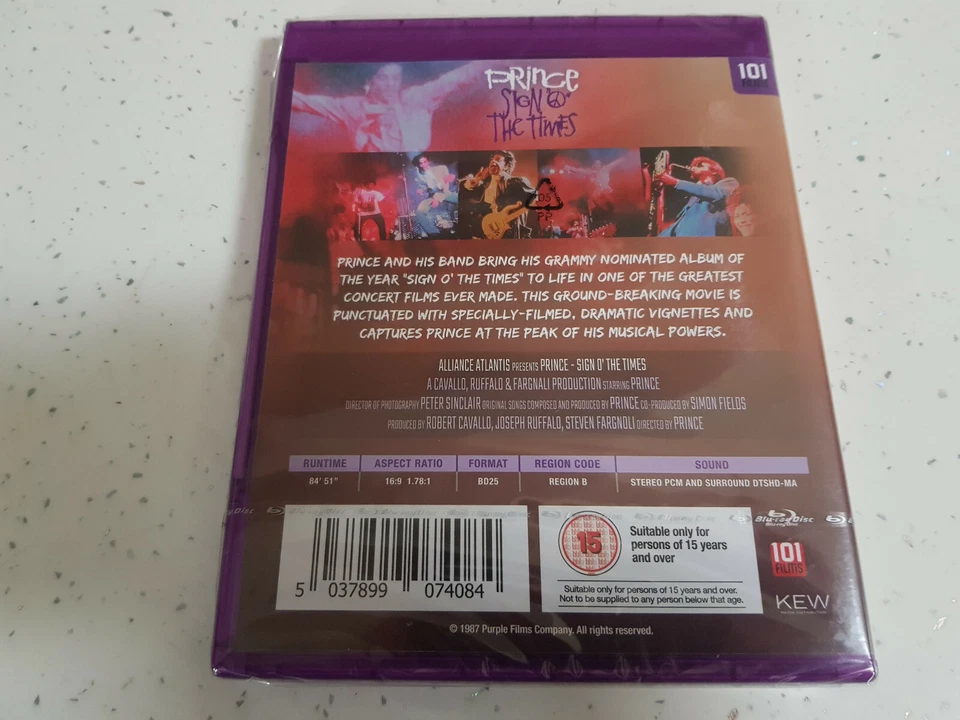 PRINCE
SIGN O'
THE TIMES
101
FILMS
05
PP
PRINCE AND HIS BAND BRING HIS GRAMMY NOMINATED ALBUM OF
THE YEAR "SIGN O' THE TIMES" TO LIFE IN ONE OF THE GREATEST
CONCERT FILMS EVER MADE. THIS GROUND-BREAKING MOVIE IS
PUNCTUATED WITH SPECIALLY-FILMED, DRAMATIC VIGNETTES AND
CAPTURES PRINCE AT THE PEAK OF HIS MUSICAL POWERS.
ALLIANCE ATLANTIS PRESENTS PRINCE - SIGN O' THE TIMES
A CAVALLO, RUFFALO & FARGNALI PRODUCTION STARRING PRINCE
DIRECTOR OF PHOTOGRAPHY PETER SINCLAIR ORIGINAL SONGS COMPOSED AND PRODUCED BY PRINCE CO-PRODUCED BY SIMON FIELDS
PRODUCED BY ROBERT CAVALLO, JOSEPH RUFFALO, STEVEN FARGNOLI DIRECTED BY PRINCE
RUNTIME ASPECT RATIO FORMAT REGION CODE SOUND
84' 51" 16:9 1.78:1 BD25 REGION B STEREO PCM AND SURROUND DTSHD-MA
Blu-ray Disc
15
Suitable only for
persons of 15 years
and over
Suitable only for persons of 15 years and over.
Not to be supplied to any person below that age.
5 037899 074084
101
FILMS
KEW
© 1987 Purple Films Company. All rights reserved.